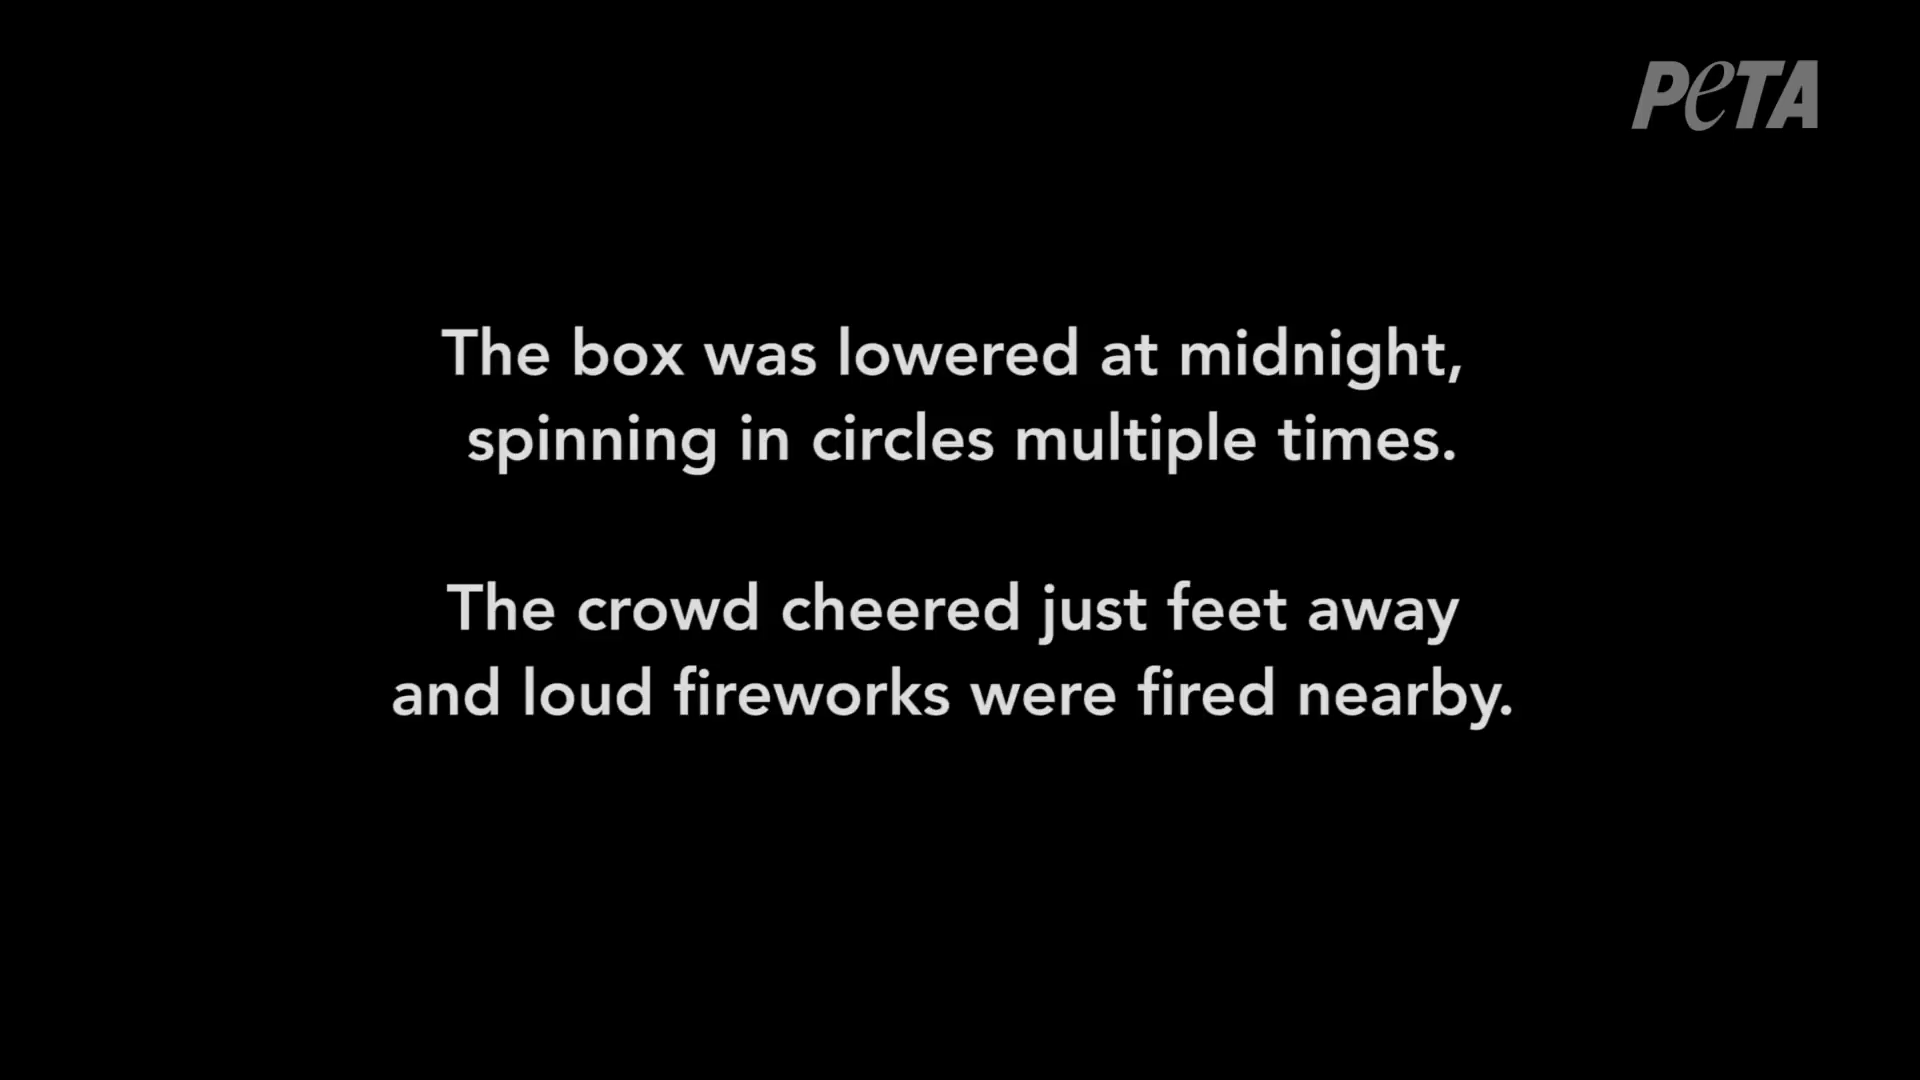 PETA
The box was lowered at midnight,
spinning in circles multiple times.
The crowd cheered just feet away
and loud fireworks were fired nearby.